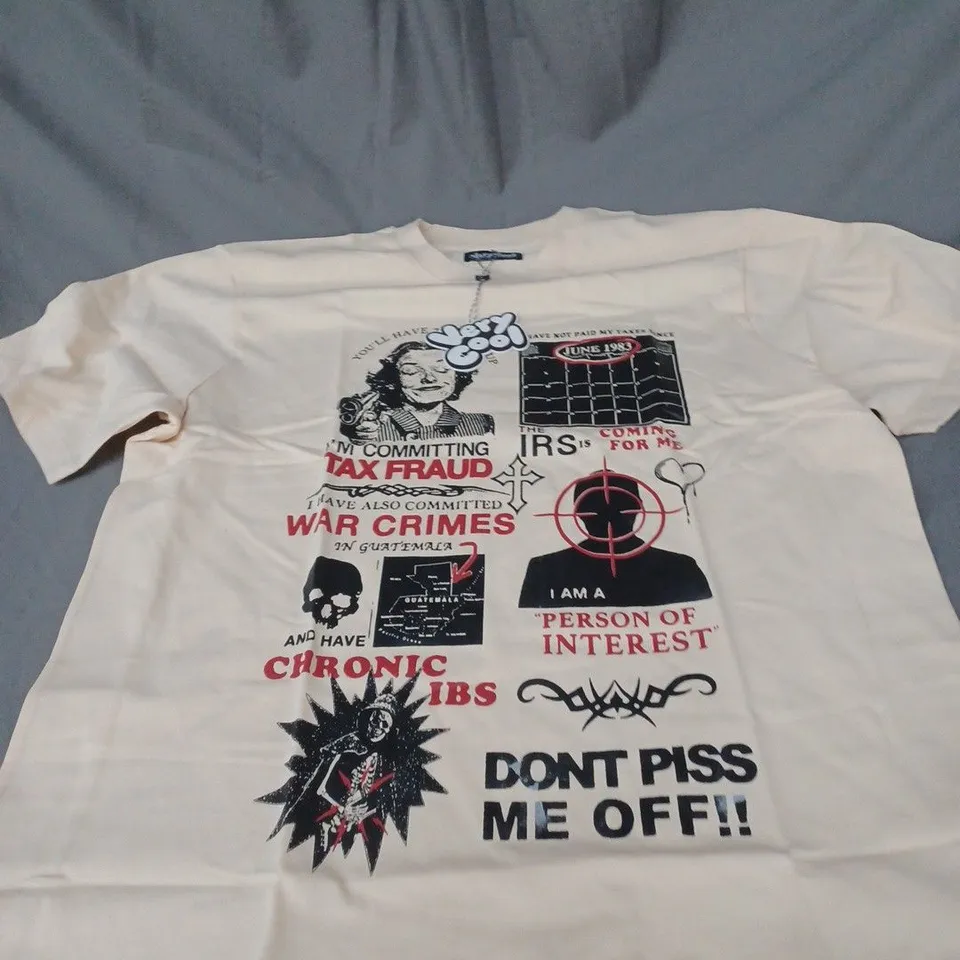 Very
Cool
YOU'LL HAVE
UP
HAVE NOT PAID MY TAXES SINCE
JUNE 1983
I'M COMMITTING
TAX FRAUD
THE
IRS IS COMING
FOR ME
I HAVE ALSO COMMITTED
WAR CRIMES
IN GUATEMALA
GUATEMALA
AND HAVE
CHRONIC
IBS
I AM A
"PERSON OF
INTEREST"
DONT PISS
ME OFF!!